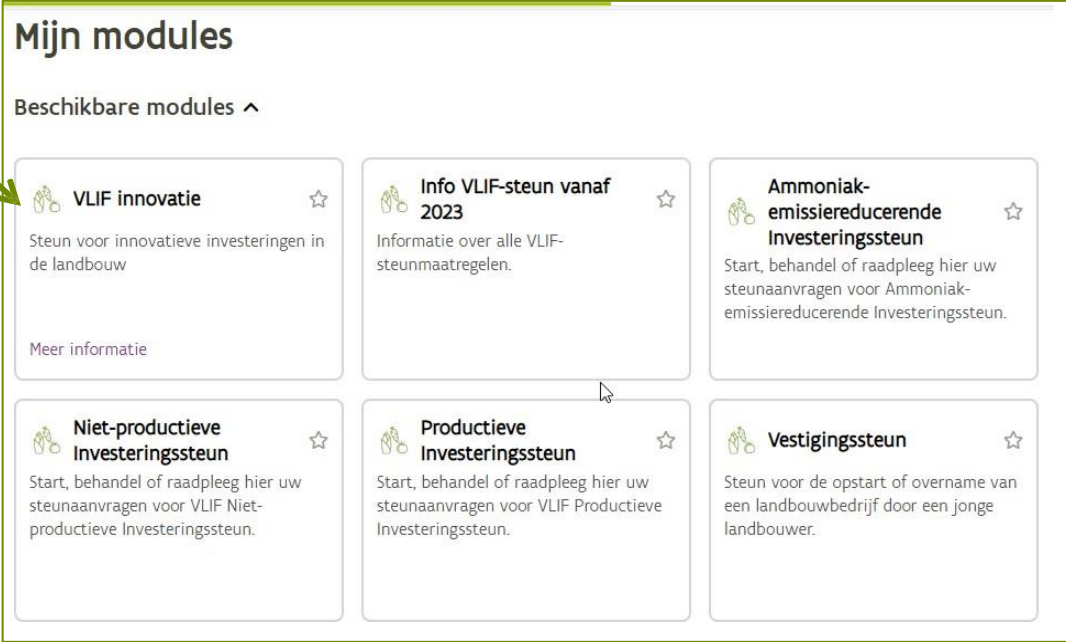 Mijn modules
Beschikbare modules
VLIF innovatie
Steun voor innovatieve investeringen in
de landbouw
Meer informatie
Info VLIF-steun vanaf
2023
Informatie over alle VLIF-
steunmaatregelen.
Ammoniak-
emissiereducerende
Investeringssteun
Start, behandel of raadpleeg hier uw
steunaanvragen voor Ammoniak-
emissiereducerende Investeringssteun.
Niet-productieve
Investeringssteun
Start, behandel of raadpleeg hier uw
steunaanvragen voor VLIF Niet-
productieve Investeringssteun.
Productieve
Investeringssteun
Start, behandel of raadpleeg hier uw
steunaanvragen voor VLIF Productieve
Investeringssteun.
Vestigingssteun
Steun voor de opstart of overname van
een landbouwbedrijf door een jonge
landbouwer.